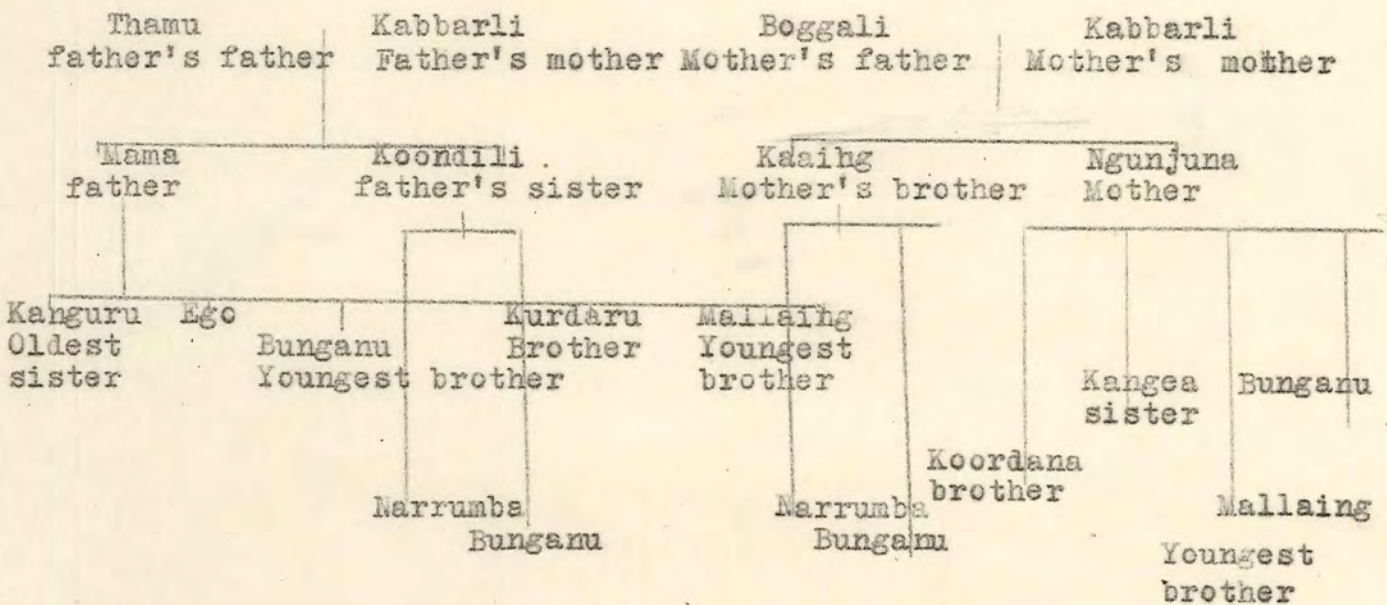 Thamu Kabbarli Boggali Kabbarli
father's father Father's mother Mother's father Mother's mother
Mama Koondili . Kaaing Ngunjuna
father father's sister Mother's brother Mother
Kanguru Ego Kurdaru Mallaing
Oldest Bunganu Brother Youngest
sister Youngest brother brother
Kangea Bunganu
sister
Koordana
brother
Narrumba Narrumba Mallaing
Bunganu Bunganu
Youngest
brother